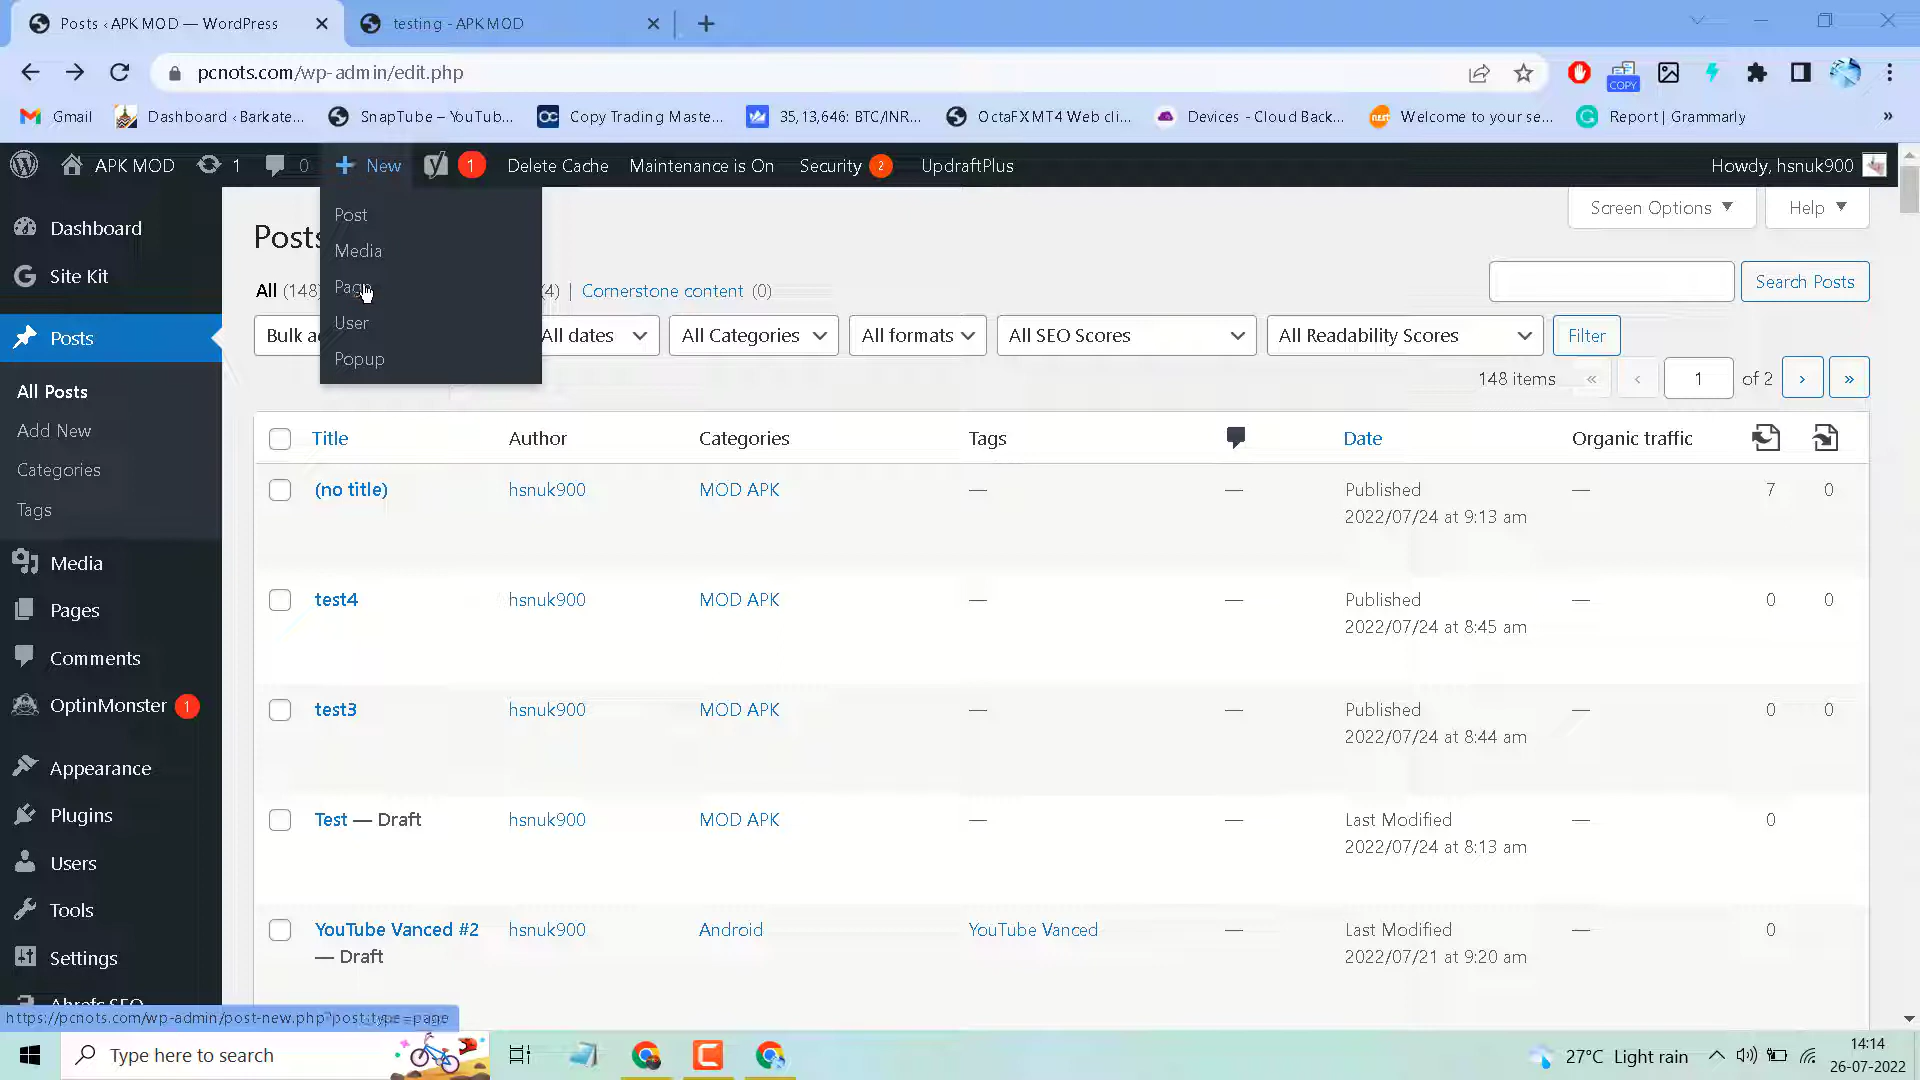 Posts ‹ APK MOD — WordPress
testing - APK MOD
pcnots.com/wp-admin/edit.php
COPY
Gmail
Dashboard ‹ Barkate...
SnapTube – YouTub...
Copy Trading Maste...
35,13,646: BTC/INR...
OctaFX MT4 Web cli...
Devices - Cloud Back...
Welcome to your se...
Report | Grammarly
»
APK MOD
1
0
New
1
Delete Cache
Maintenance is On
Security 2
UpdraftPlus
Howdy, hsnuk900
Post
Media
Page
User
Popup
Dashboard
Site Kit
Posts
All Posts
Add New
Categories
Tags
Media
Pages
Comments
OptinMonster 1
Appearance
Plugins
Users
Tools
Settings
Ahrefs SEO
Posts
Screen Options
Help
All (148)
(4) | Cornerstone content (0)
Search Posts
Bulk a
All dates
All Categories
All formats
All SEO Scores
All Readability Scores
Filter
148 items « ‹ 1 of 2 › »
Title Author Categories Tags Date Organic traffic
(no title) hsnuk900 MOD APK — — Published — 7 0
2022/07/24 at 9:13 am
test4 hsnuk900 MOD APK — — Published — 0 0
2022/07/24 at 8:45 am
test3 hsnuk900 MOD APK — — Published — 0 0
2022/07/24 at 8:44 am
Test — Draft hsnuk900 MOD APK — — Last Modified — 0
2022/07/24 at 8:13 am
YouTube Vanced #2 hsnuk900 Android YouTube Vanced — Last Modified — 0
— Draft 2022/07/21 at 9:20 am
https://pcnots.com/wp-admin/post-new.php?post_type=page
Type here to search
27°C Light rain
14:14
26-07-2022